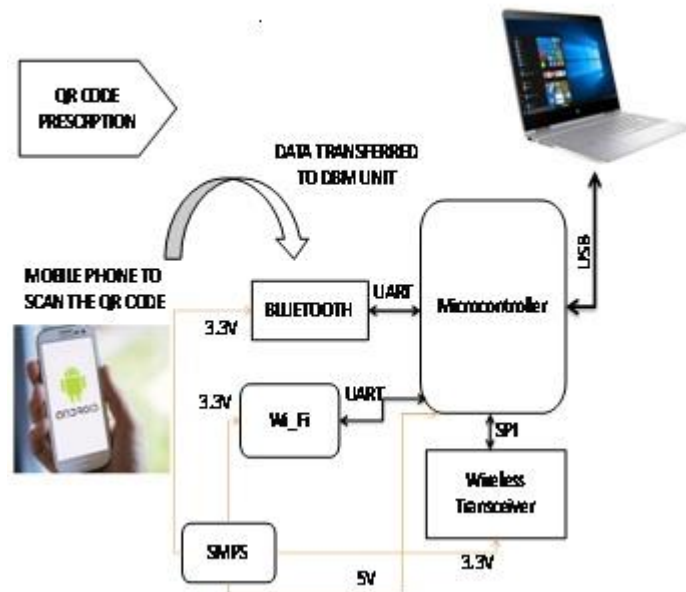 QR CODE
PRESCRIPTION
DATA TRANSFERRED
TO DBM UNIT
MOBILE PHONE TO
SCAN THE QR CODE
ANDROID
BLUETOOTH
UART
Microcontroller
USB
3.3V
3.3V
Wi_Fi
UART
SPI
Wireless
Transceiver
SMPS
5V
3.3V